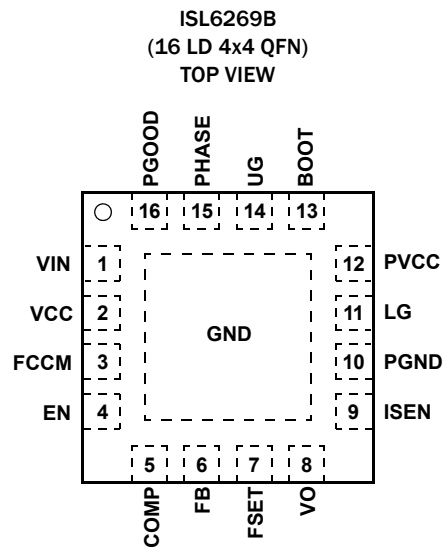 ISL6269B
(16 LD 4x4 QFN)
TOP VIEW
PGOOD
PHASE
UG
BOOT
16
15
14
13
VIN
1
12
PVCC
VCC
2
11
LG
GND
FCCM
3
10
PGND
EN
4
9
ISEN
5
6
7
8
COMP
FB
FSET
VO